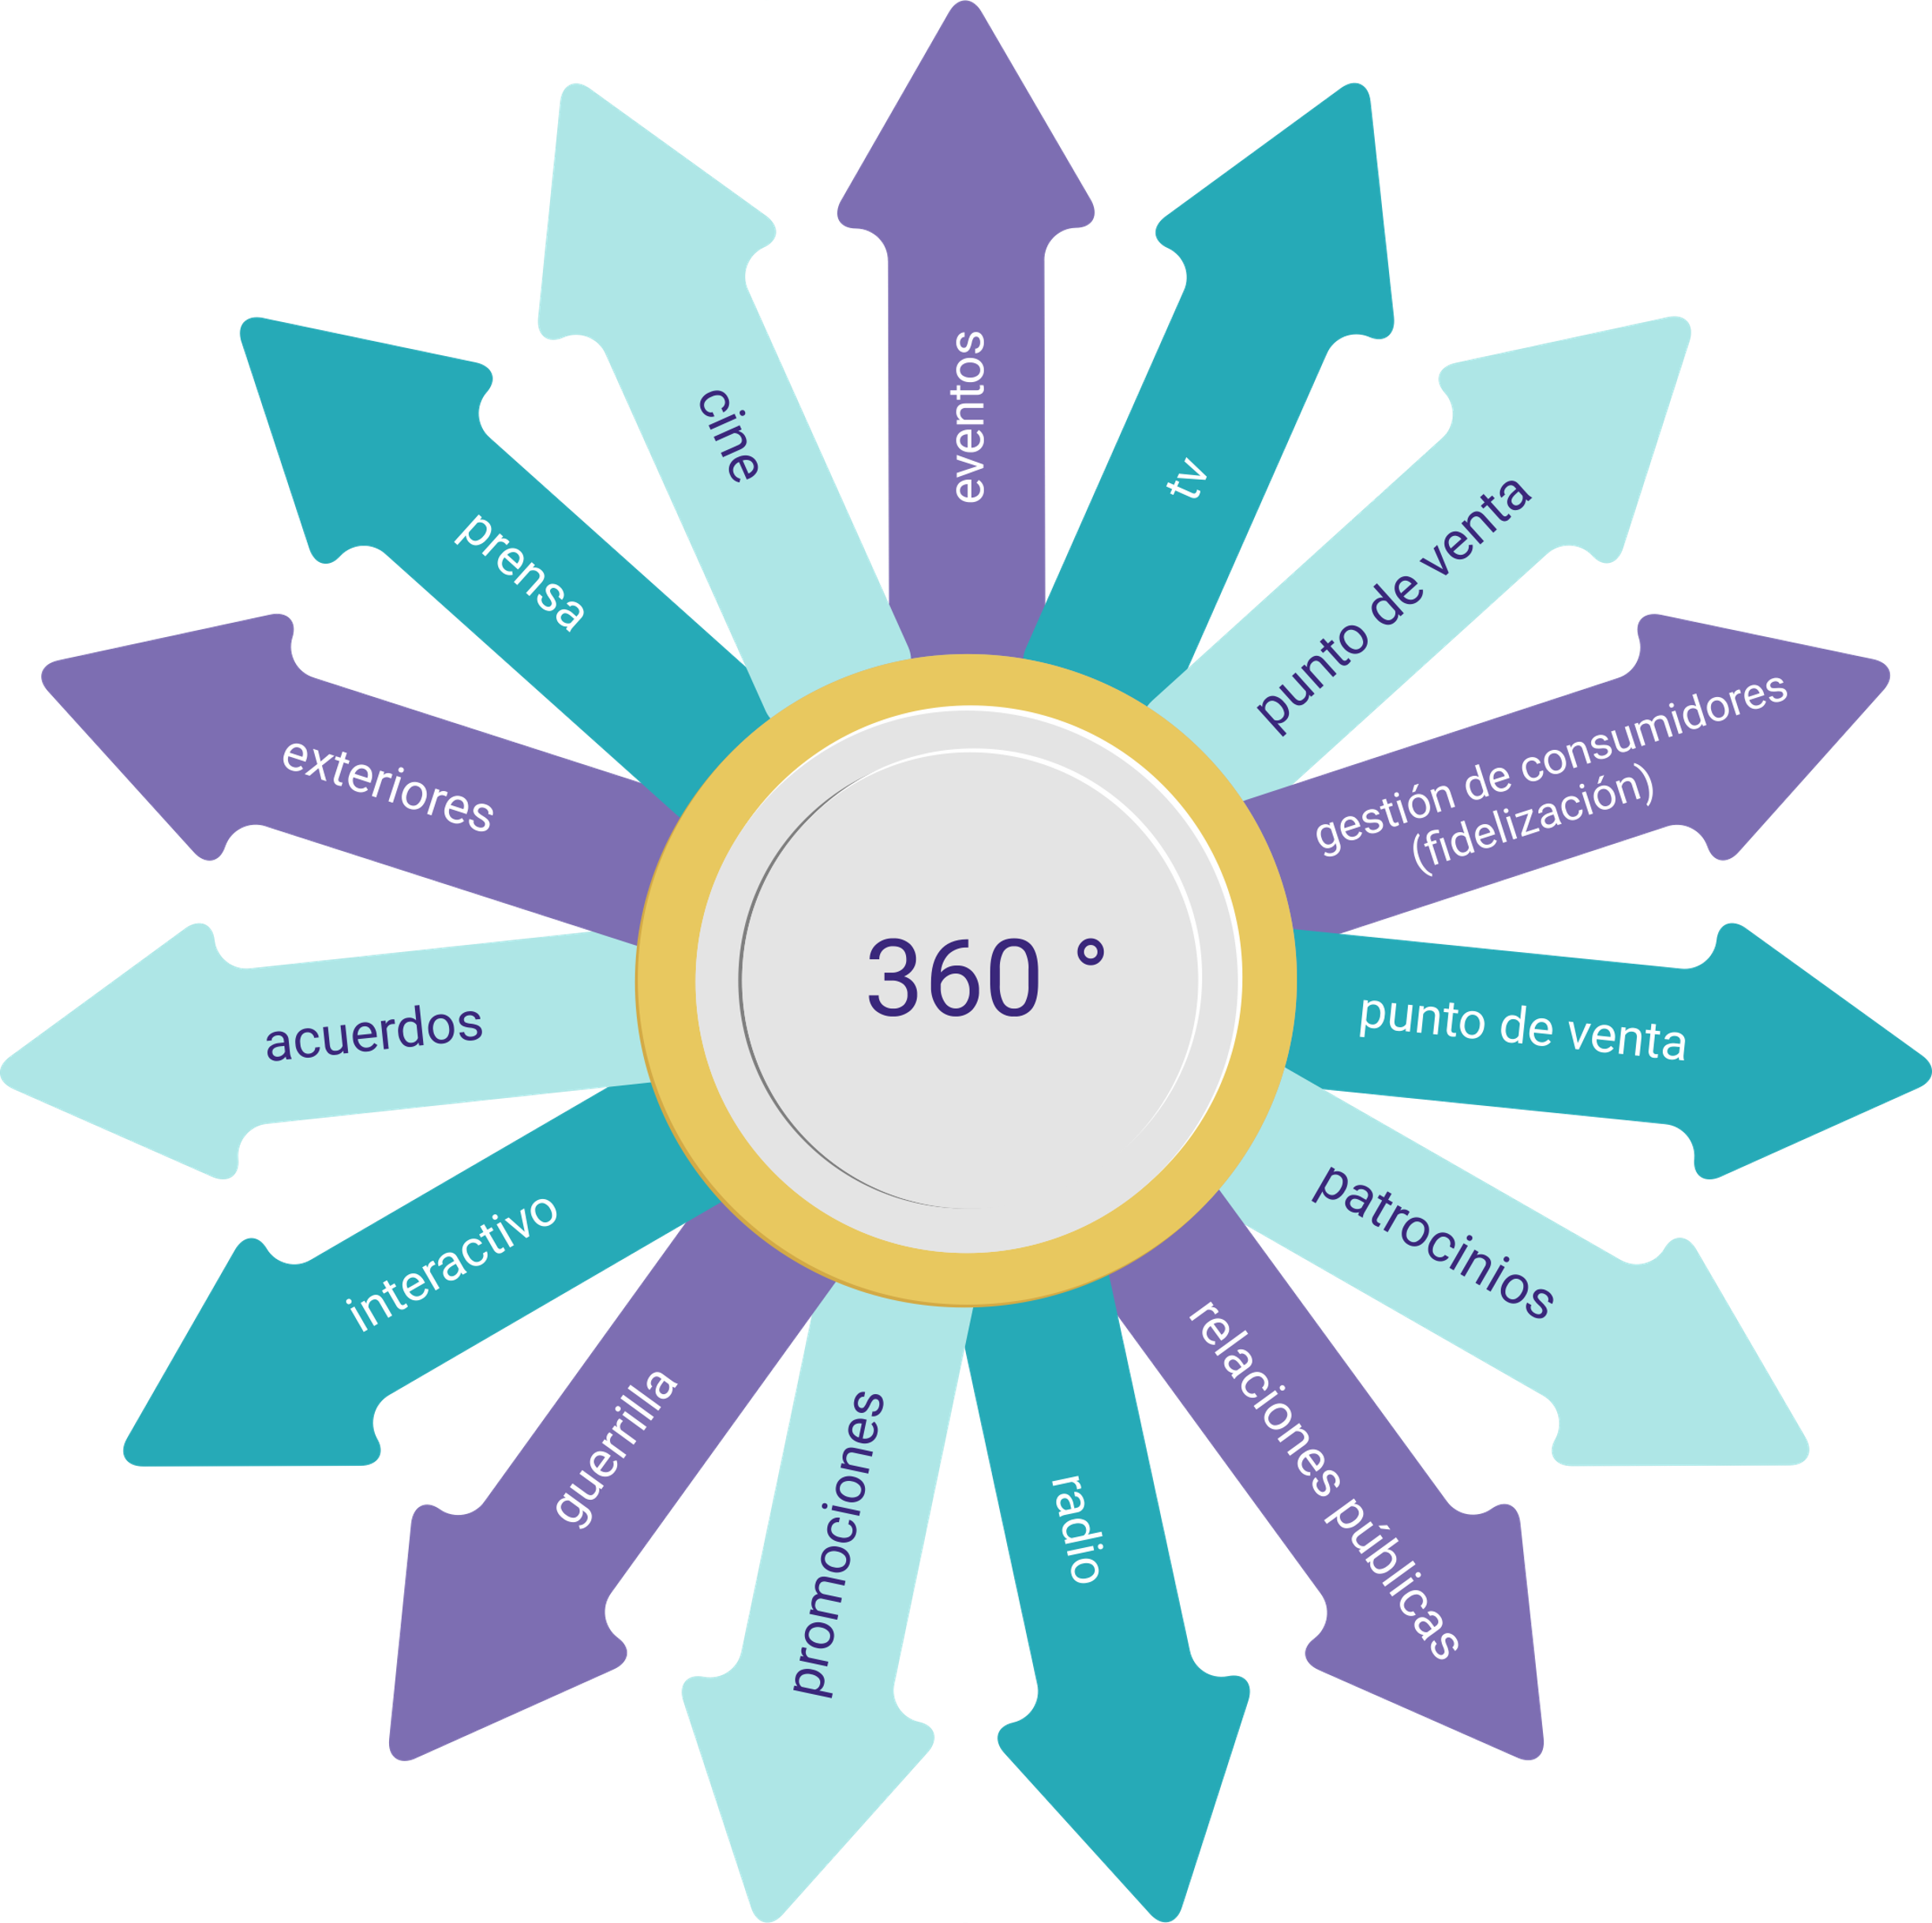 eventos
tv
punto de venta
gestión de consumidores
(fidelización)
punto de venta
patrocinios
relaciones públicas
radio
promociones
guerrilla
interactivo
acuerdos
exteriores
prensa
cine
360 °